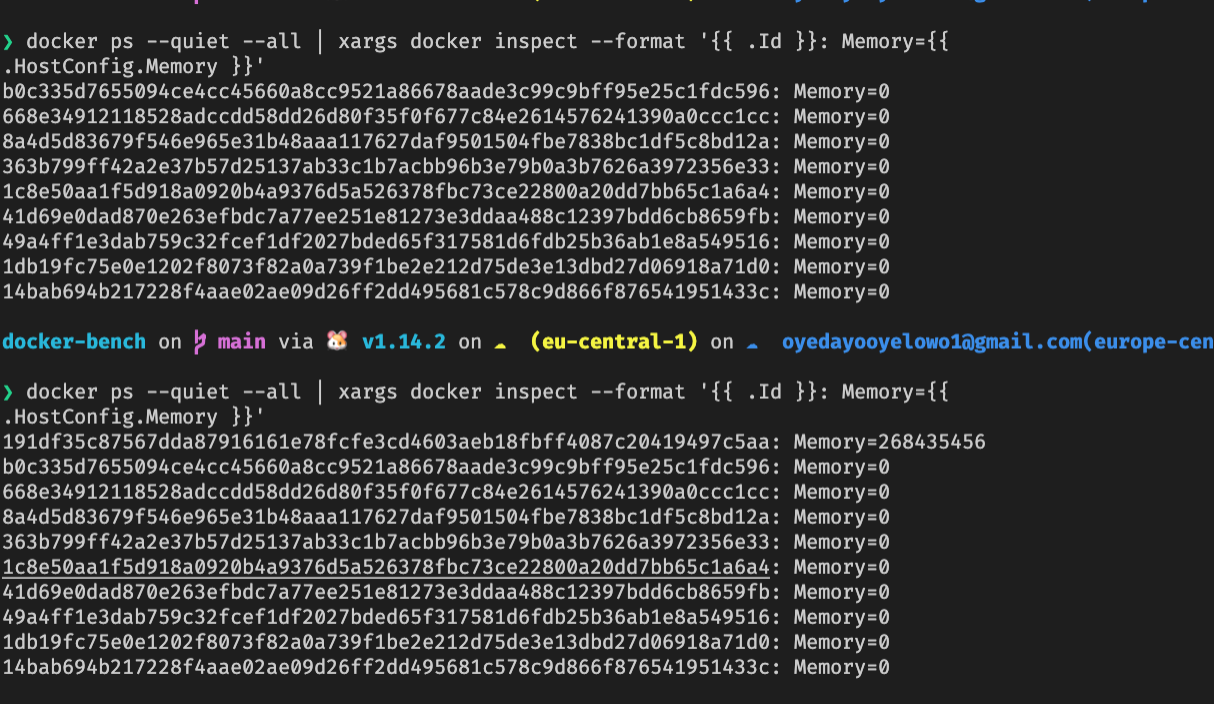 ❯ docker ps --quiet --all | xargs docker inspect --format '{{ .Id }}: Memory={{
.HostConfig.Memory }}'
b0c335d7655094ce4cc45660a8cc9521a86678aade3c99c9bff95e25c1fdc596: Memory=0
668e34912118528adccdd58dd26d80f35f0f677c84e2614576241390a0ccc1cc: Memory=0
8a4d5d83679f546e965e31b48aaa117627daf9501504fbe7838bc1df5c8bd12a: Memory=0
363b799ff42a2e37b57d25137ab33c1b7acbb96b3e79b0a3b7626a3972356e33: Memory=0
1c8e50aa1f5d918a0920b4a9376d5a526378fbc73ce22800a20dd7bb65c1a6a4: Memory=0
41d69e0dad870e263efbdc7a77ee251e81273e3ddaa488c12397bdd6cb8659fb: Memory=0
49a4ff1e3dab759c32fcef1df2027bded65f317581d6fdb25b36ab1e8a549516: Memory=0
1db19fc75e0e1202f8073f82a0a739f1be2e212d75de3e13dbd27d06918a71d0: Memory=0
14bab694b217228f4aae02ae09d26ff2dd495681c578c9d866f876541951433c: Memory=0
docker-bench on main via 🐹 v1.14.2 on ☁ (eu-central-1) on ☁ oyedayooyelowo1@gmail.com(europe-cen
❯ docker ps --quiet --all | xargs docker inspect --format '{{ .Id }}: Memory={{
.HostConfig.Memory }}'
191df35c87567dda87916161e78fcfe3cd4603aeb18fbff4087c20419497c5aa: Memory=268435456
b0c335d7655094ce4cc45660a8cc9521a86678aade3c99c9bff95e25c1fdc596: Memory=0
668e34912118528adccdd58dd26d80f35f0f677c84e2614576241390a0ccc1cc: Memory=0
8a4d5d83679f546e965e31b48aaa117627daf9501504fbe7838bc1df5c8bd12a: Memory=0
363b799ff42a2e37b57d25137ab33c1b7acbb96b3e79b0a3b7626a3972356e33: Memory=0
1c8e50aa1f5d918a0920b4a9376d5a526378fbc73ce22800a20dd7bb65c1a6a4: Memory=0
41d69e0dad870e263efbdc7a77ee251e81273e3ddaa488c12397bdd6cb8659fb: Memory=0
49a4ff1e3dab759c32fcef1df2027bded65f317581d6fdb25b36ab1e8a549516: Memory=0
1db19fc75e0e1202f8073f82a0a739f1be2e212d75de3e13dbd27d06918a71d0: Memory=0
14bab694b217228f4aae02ae09d26ff2dd495681c578c9d866f876541951433c: Memory=0